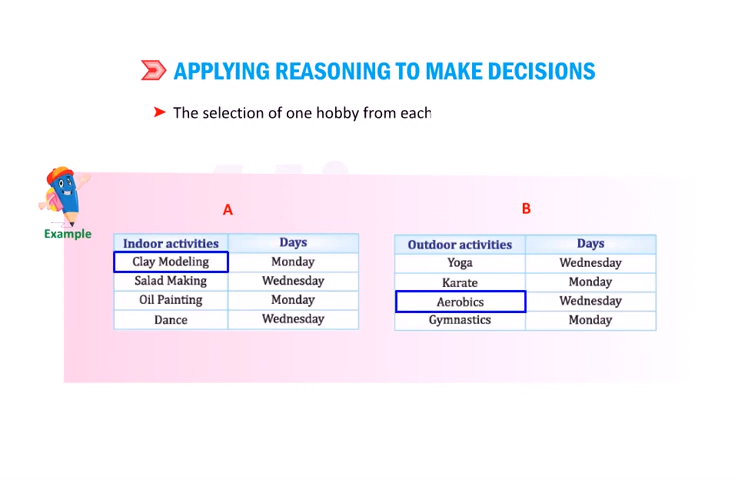 APPLYING REASONING TO MAKE DECISIONS
The selection of one hobby from each
Example
A
Indoor activities Days
Clay Modeling Monday
Salad Making Wednesday
Oil Painting Monday
Dance Wednesday
B
Outdoor activities Days
Yoga Wednesday
Karate Monday
Aerobics Wednesday
Gymnastics Monday